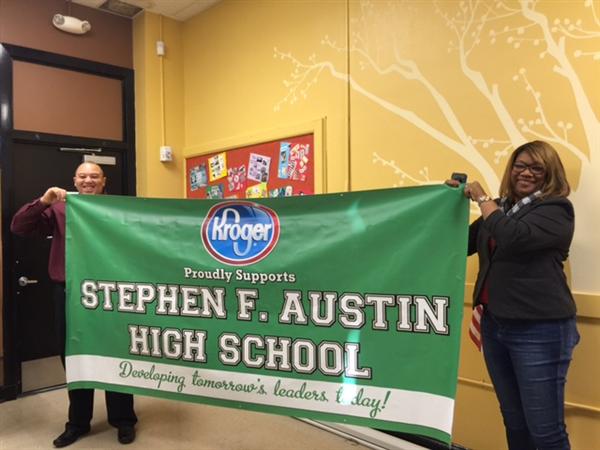 Kroger
Proudly Supports
STEPHEN F. AUSTIN
HIGH SCHOOL
Developing tomorrow's, leaders, today!